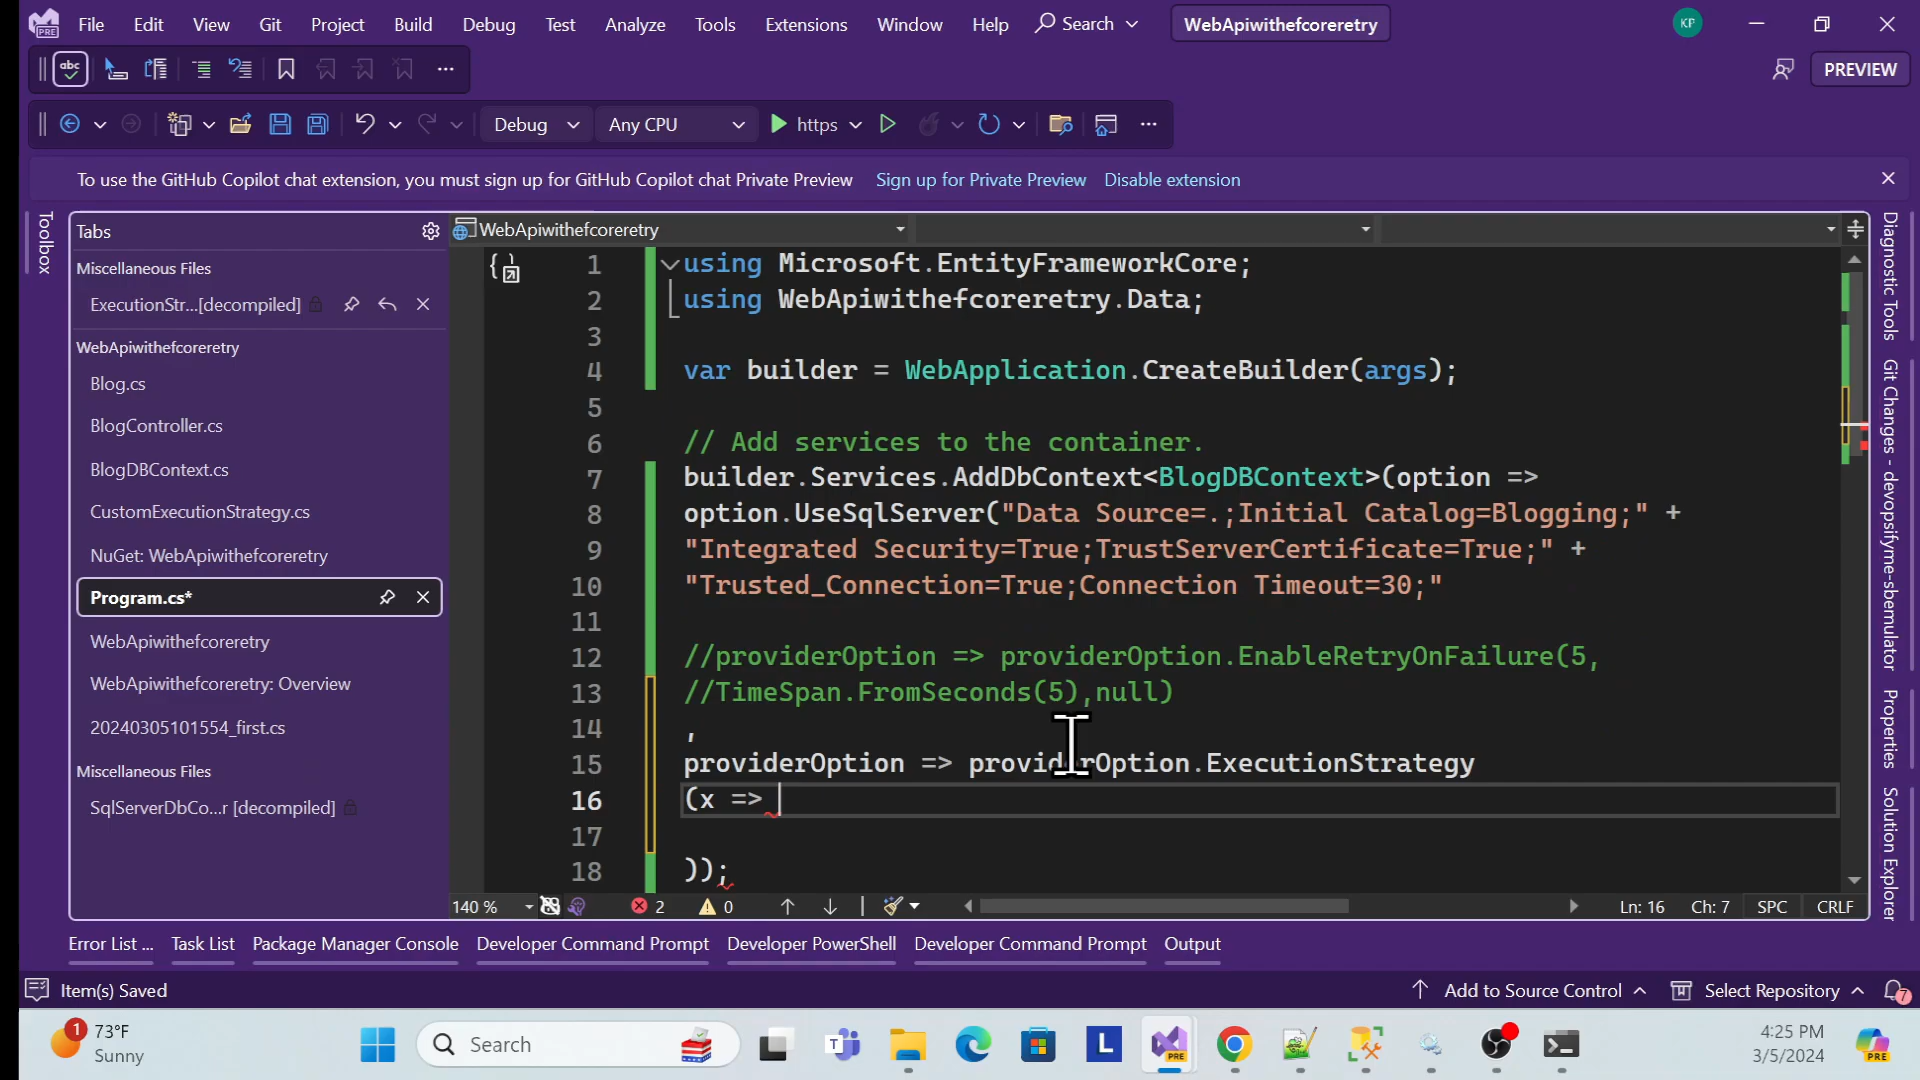 File Edit View Git Project Build Debug Test Analyze Tools Extensions Window Help Search WebApiwithefcoreretry KP
abc PREVIEW
Debug Any CPU https
To use the GitHub Copilot chat extension, you must sign up for GitHub Copilot chat Private Preview Sign up for Private Preview Disable extension
Toolbox
Tabs
Miscellaneous Files
ExecutionStr...[decompiled]
WebApiwithefcoreretry
Blog.cs
BlogController.cs
BlogDBContext.cs
CustomExecutionStrategy.cs
NuGet: WebApiwithefcoreretry
Program.cs*
WebApiwithefcoreretry
WebApiwithefcoreretry: Overview
20240305101554_first.cs
Miscellaneous Files
SqlServerDbCo...r [decompiled]
WebApiwithefcoreretry
1 using Microsoft.EntityFrameworkCore;
2 using WebApiwithefcoreretry.Data;
3
4 var builder = WebApplication.CreateBuilder(args);
5
6 // Add services to the container.
7 builder.Services.AddDbContext<BlogDBContext>(option =>
8 option.UseSqlServer("Data Source=.;Initial Catalog=Blogging;" +
9 "Integrated Security=True;TrustServerCertificate=True;" +
10 "Trusted_Connection=True;Connection Timeout=30;"
11
12 //providerOption => providerOption.EnableRetryOnFailure(5,
13 //TimeSpan.FromSeconds(5),null)
14 ,
15 providerOption => providerOption.ExecutionStrategy
16 (x =>
17
18 ));
140 % 2 0 Ln: 16 Ch: 7 SPC CRLF
Diagnostic Tools
Git Changes - devopsifyme-sbemulator
Properties
Solution Explorer
Error List ... Task List Package Manager Console Developer Command Prompt Developer PowerShell Developer Command Prompt Output
Item(s) Saved Add to Source Control Select Repository 7
1 73°F
Sunny
Search
T L PRE
4:25 PM
3/5/2024
PRE